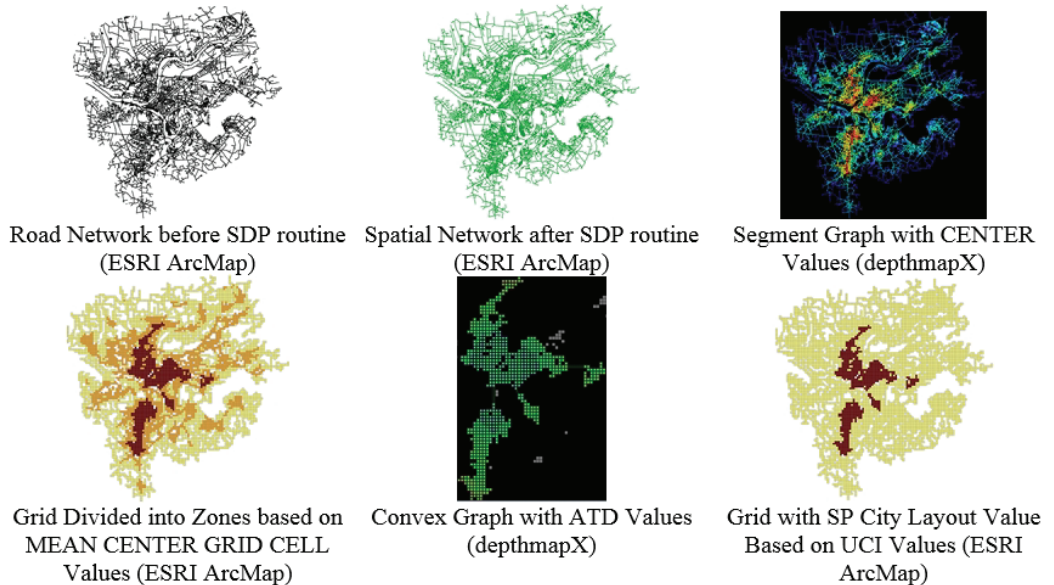 Road Network before SDP routine
(ESRI ArcMap)
Spatial Network after SDP routine
(ESRI ArcMap)
Segment Graph with CENTER
Values (depthmapX)
Grid Divided into Zones based on
MEAN CENTER GRID CELL
Values (ESRI ArcMap)
Convex Graph with ATD Values
(depthmapX)
Grid with SP City Layout Value
Based on UCI Values (ESRI
ArcMap)